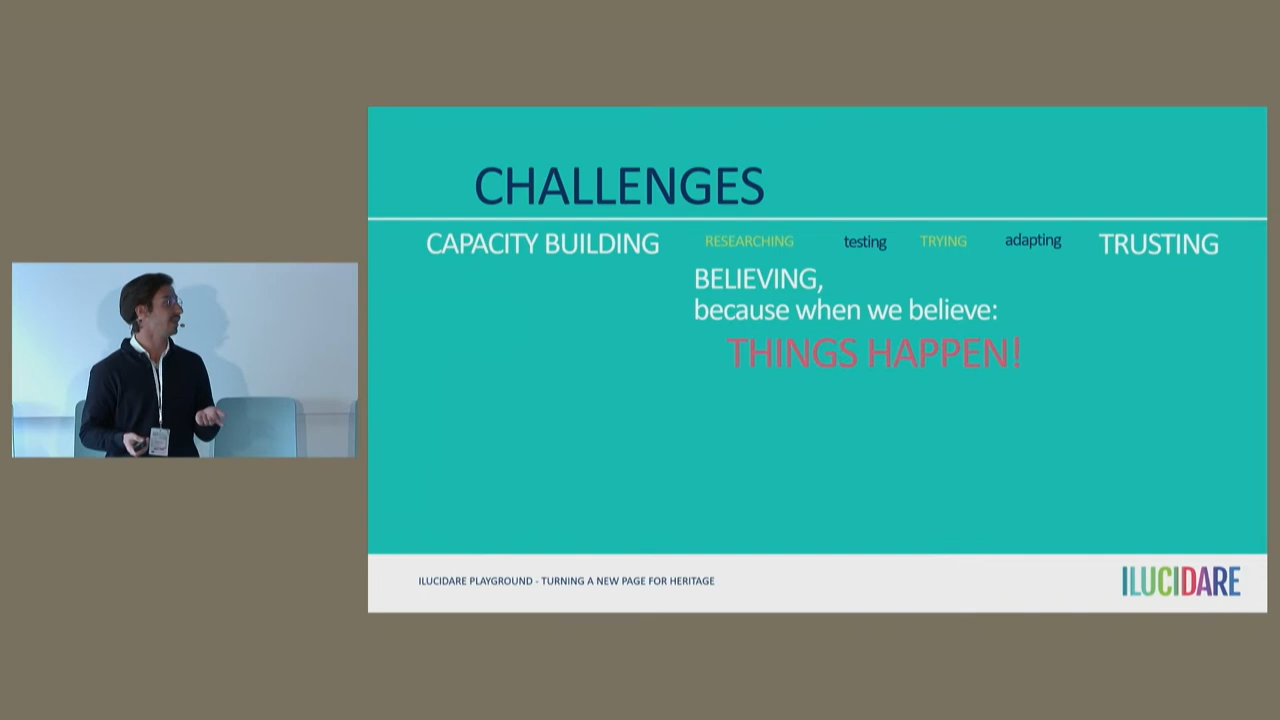 CHALLENGES
CAPACITY BUILDING RESEARCHING testing TRYING adapting TRUSTING
BELIEVING,
because when we believe:
THINGS HAPPEN!
ILUCIDARE PLAYGROUND - TURNING A NEW PAGE FOR HERITAGE
ILUCIDARE